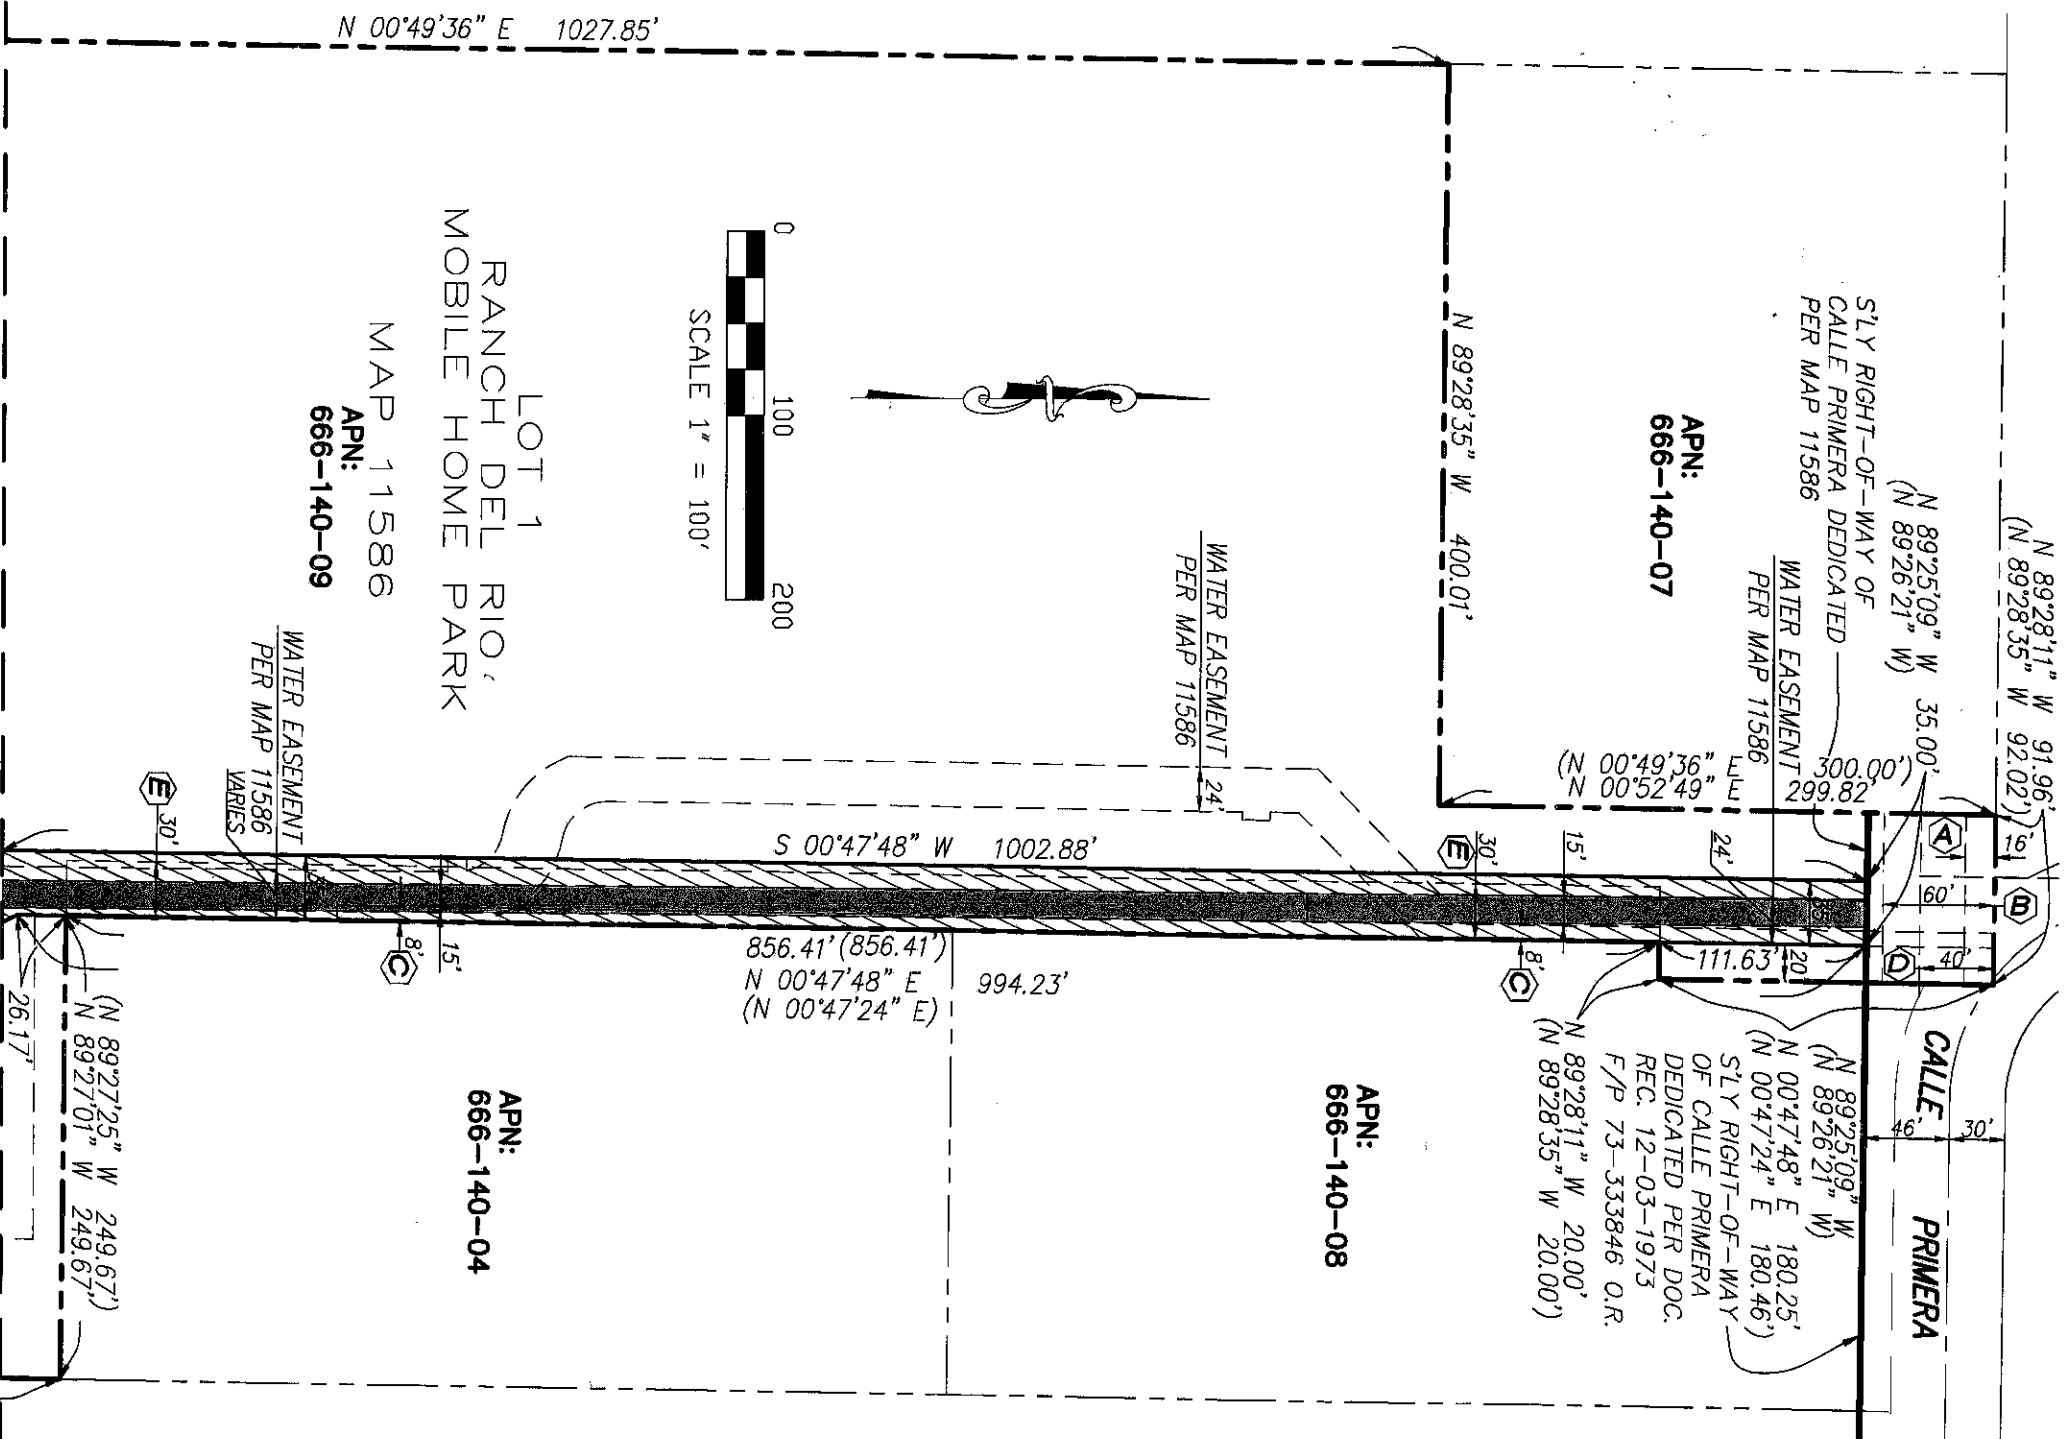 N 00°49'36" E 1027.85'
N 89°28'11" W 91.96'
(N 89°28'35" W 92.02')
N 89°25'09" W 35.00'
(N 89°26'21" W)
S'LY RIGHT-OF-WAY OF
CALLE PRIMERA DEDICATED
PER MAP 11586
APN:
666-140-07
WATER EASEMENT
PER MAP 11586
24'
(N 00°49'36" E 300.00')
N 00°52'49" E 299.82'
N 89°28'35" W 400.01'
A
16'
B
60'
D
40'
20'
111.63'
35'
WATER EASEMENT
PER MAP 11586
24'
0
100
200
SCALE 1" = 100'
LOT 1
RANCH DEL RIO,
MOBILE HOME PARK
MAP 11586
APN:
666-140-09
WATER EASEMENT
PER MAP 11586
VARIES
E
30'
15'
S 00°47'48" W 1002.88'
E
30'
15'
8'
C
8'
C
15'
856.41' (856.41')
N 00°47'48" E
(N 00°47'24" E)
994.23'
CALLE PRIMERA
46'
30'
N 89°25'09" W
(N 89°26'21" W)
N 00°47'48" E 180.25'
(N 00°47'24" E 180.46')
S'LY RIGHT-OF-WAY
OF CALLE PRIMERA
DEDICATED PER DOC.
REC. 12-03-1973
F/P 73-333846 O.R.
N 89°28'11" W 20.00'
(N 89°28'35" W 20.00')
APN:
666-140-08
APN:
666-140-04
(N 89°27'25" W 249.67')
N 89°27'01" W 249.67')
26.17'